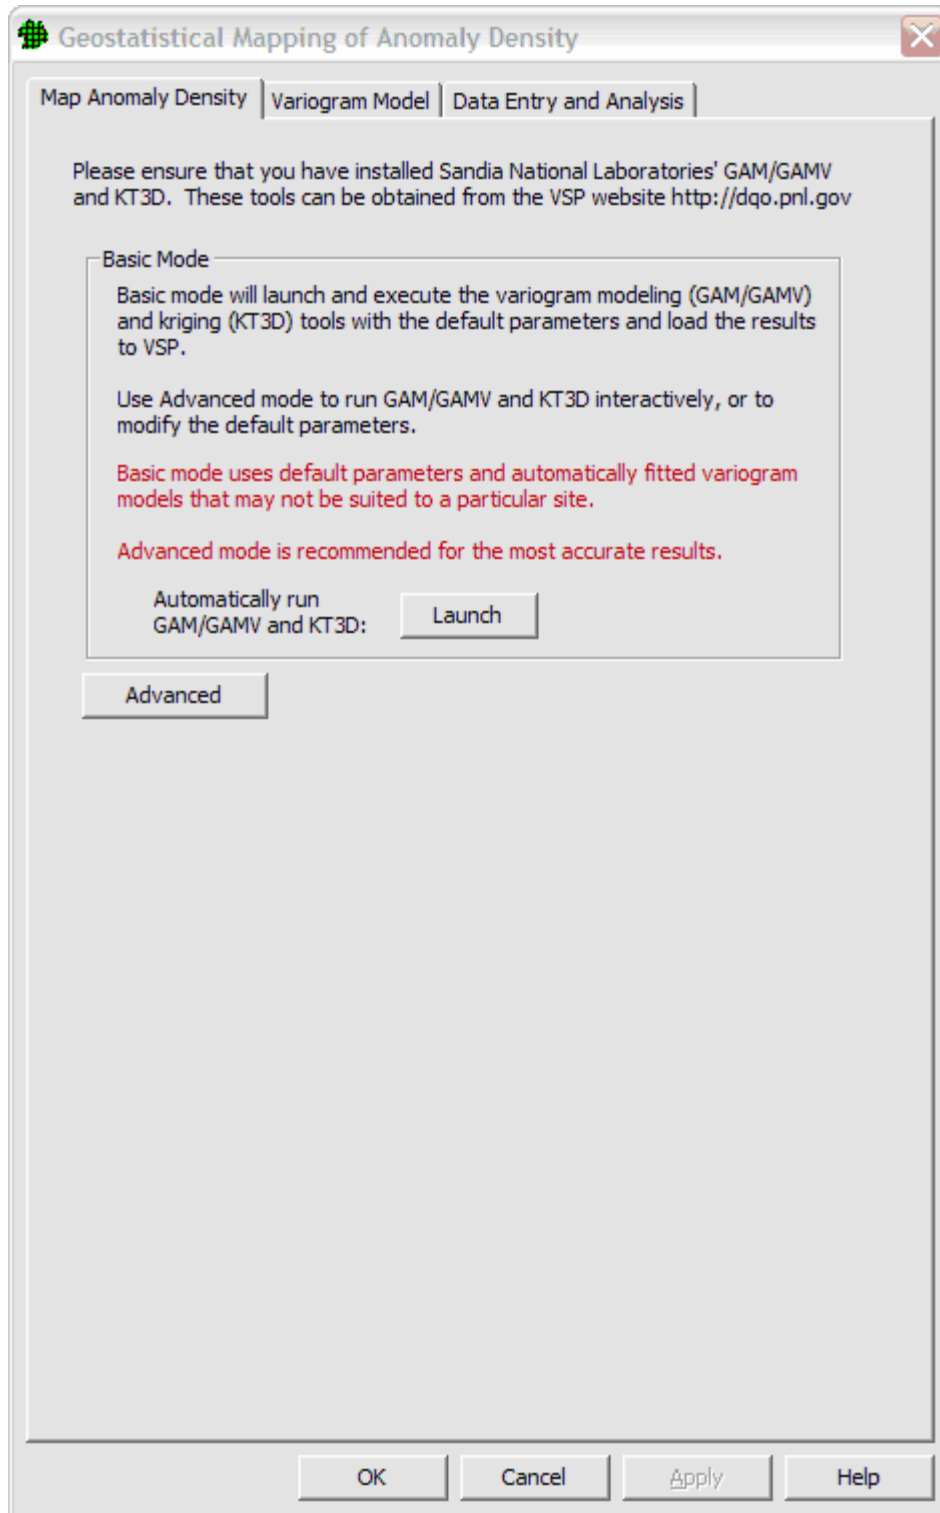 Geostatistical Mapping of Anomaly Density
Map Anomaly Density
Variogram Model
Data Entry and Analysis
Please ensure that you have installed Sandia National Laboratories' GAM/GAMV
and KT3D. These tools can be obtained from the VSP website http://dqo.pnl.gov
Basic Mode
Basic mode will launch and execute the variogram modeling (GAM/GAMV)
and kriging (KT3D) tools with the default parameters and load the results
to VSP.
Use Advanced mode to run GAM/GAMV and KT3D interactively, or to
modify the default parameters.
Basic mode uses default parameters and automatically fitted variogram
models that may not be suited to a particular site.
Advanced mode is recommended for the most accurate results.
Automatically run
GAM/GAMV and KT3D:
Launch
Advanced
OK
Cancel
Apply
Help